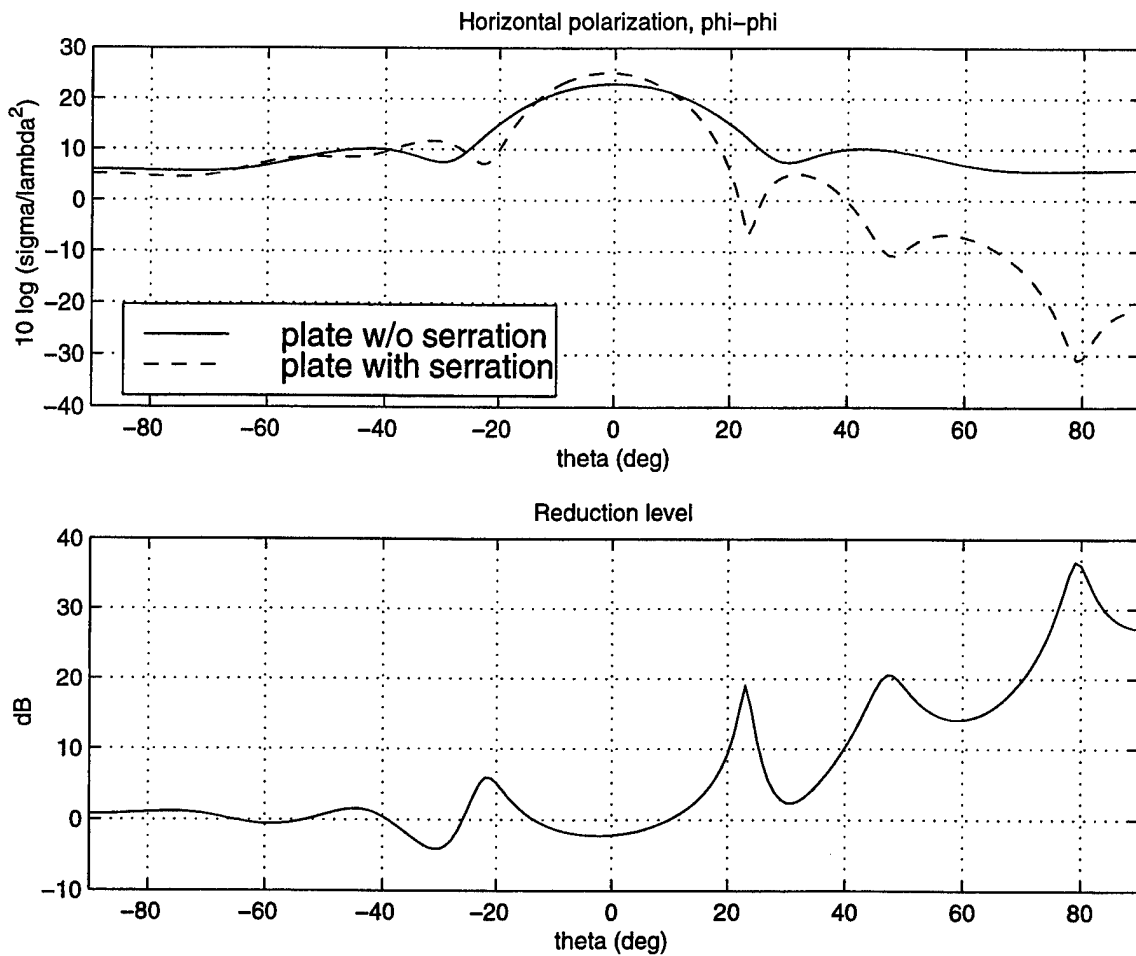 Horizontal polarization, phi-phi
30
20
10
0
-10
-20
-30
-40
10 log (sigma/lambda²)
plate w/o serration
plate with serration
-80 -60 -40 -20 0 20 40 60 80
theta (deg)
Reduction level
40
30
20
10
0
-10
dB
-80 -60 -40 -20 0 20 40 60 80
theta (deg)